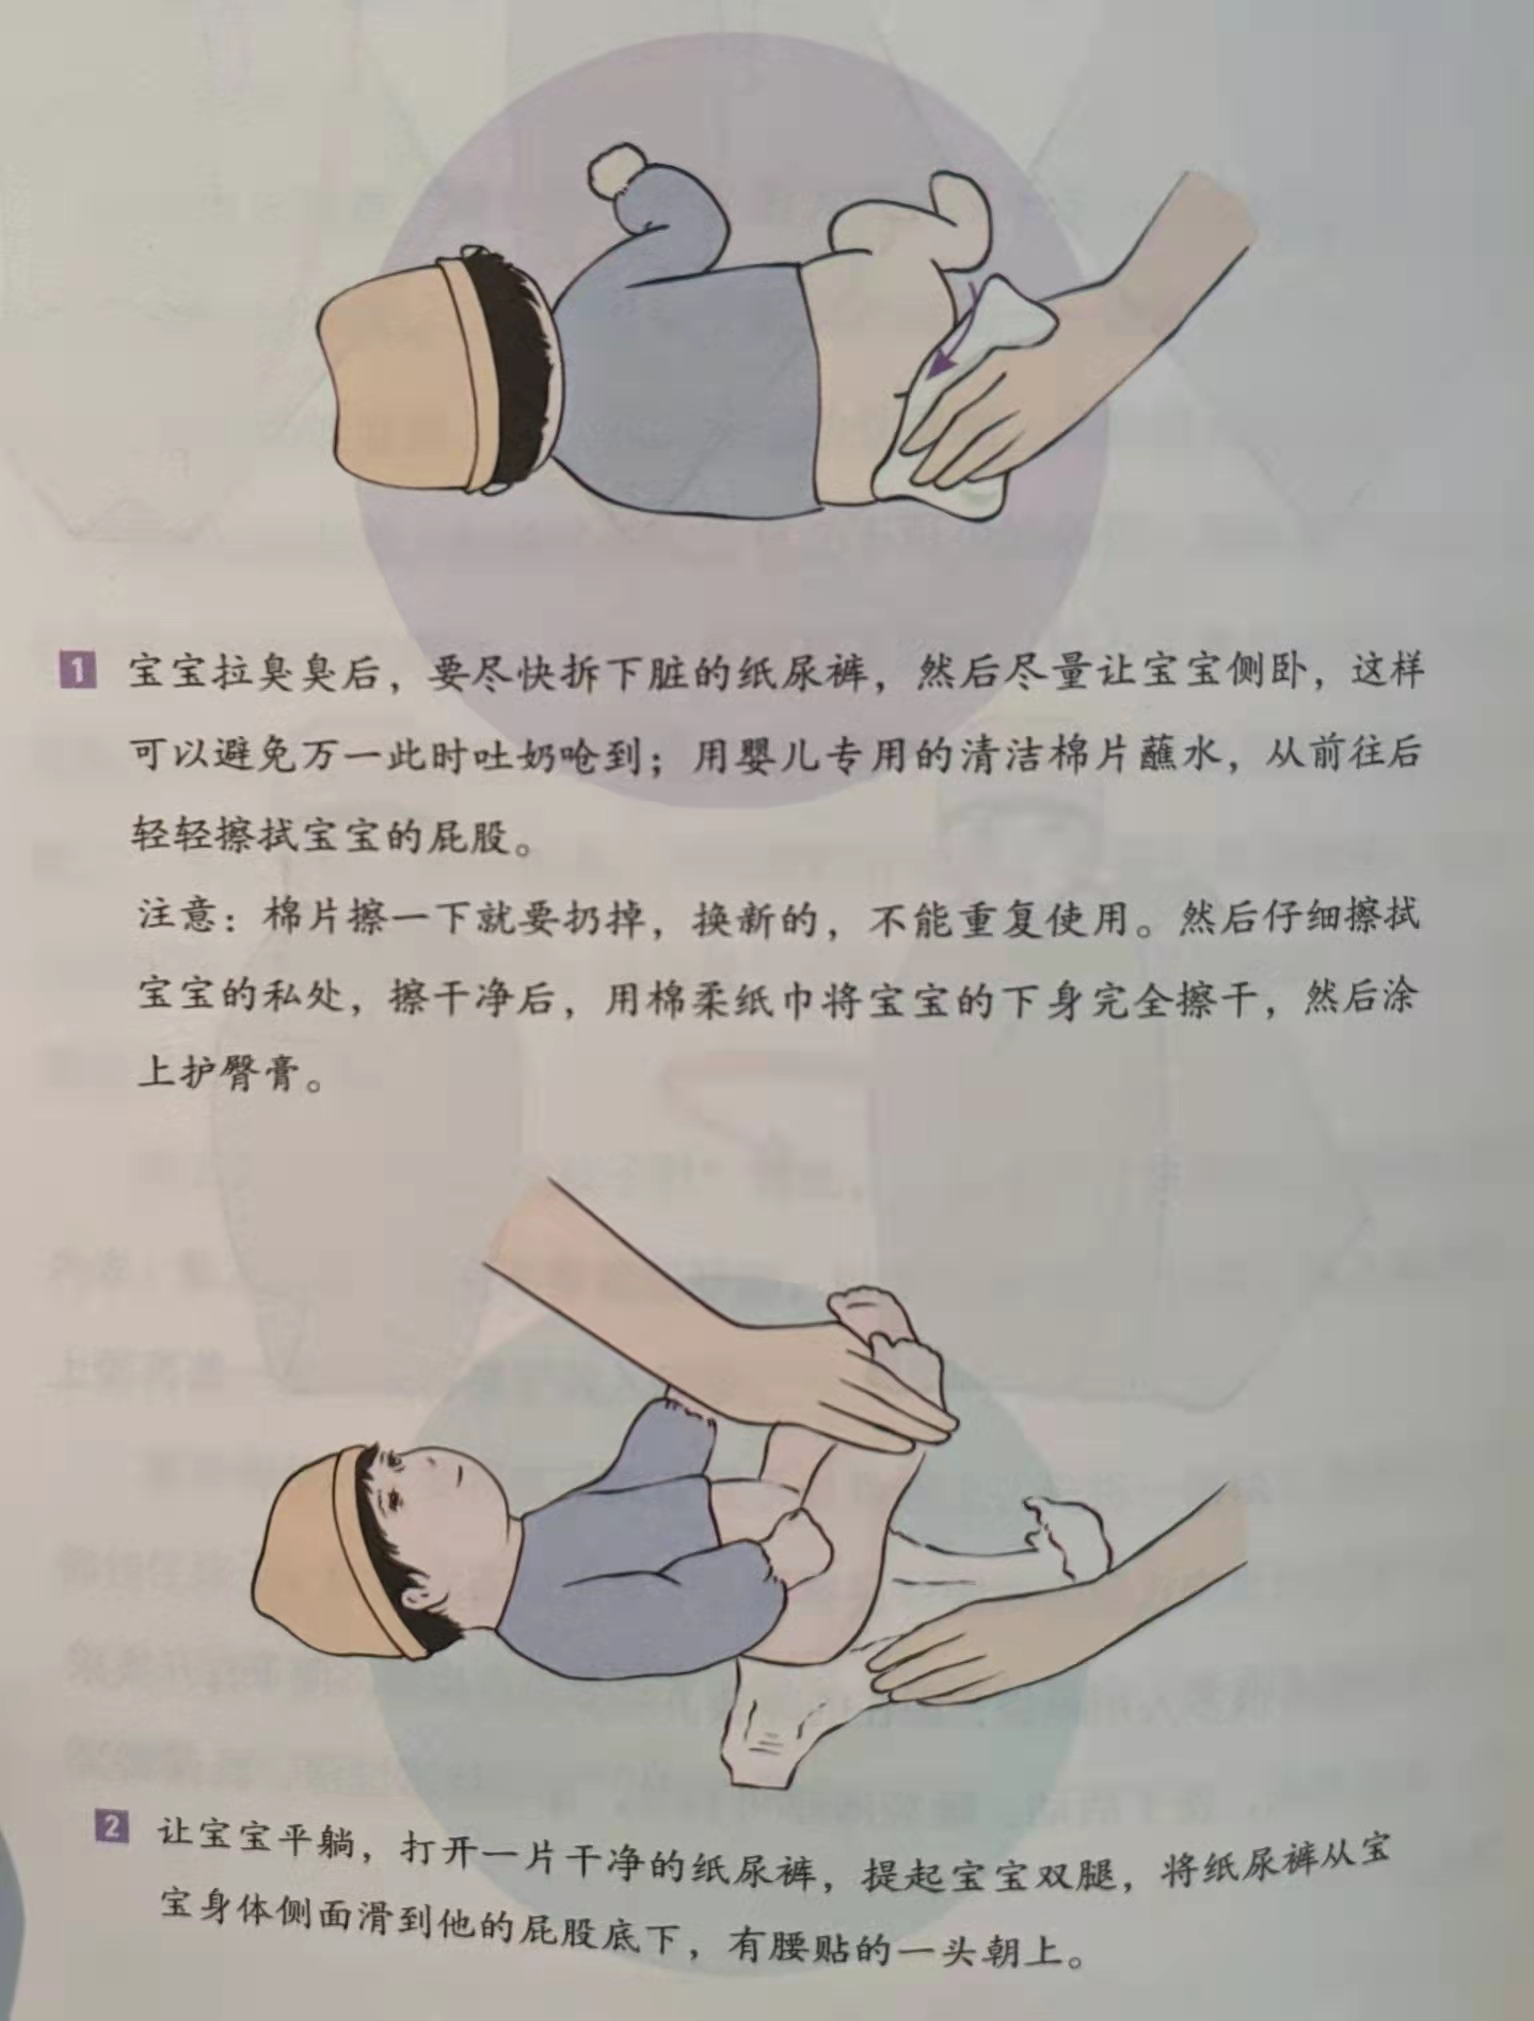 1 宝宝拉臭臭后，要尽快拆下脏的纸尿裤，然后尽量让宝宝侧卧，这样
可以避免万一此时吐奶呛到；用婴儿专用的清洁棉片蘸水，从前往后
轻轻擦拭宝宝的屁股。
注意：棉片擦一下就要扔掉，换新的，不能重复使用。然后仔细擦拭
宝宝的私处，擦干净后，用棉柔纸巾将宝宝的下身完全擦干，然后涂
上护臀膏。
2 让宝宝平躺，打开一片干净的纸尿裤，提起宝宝双腿，将纸尿裤从宝
宝身体侧面滑到他的屁股底下，有腰贴的一头朝上。